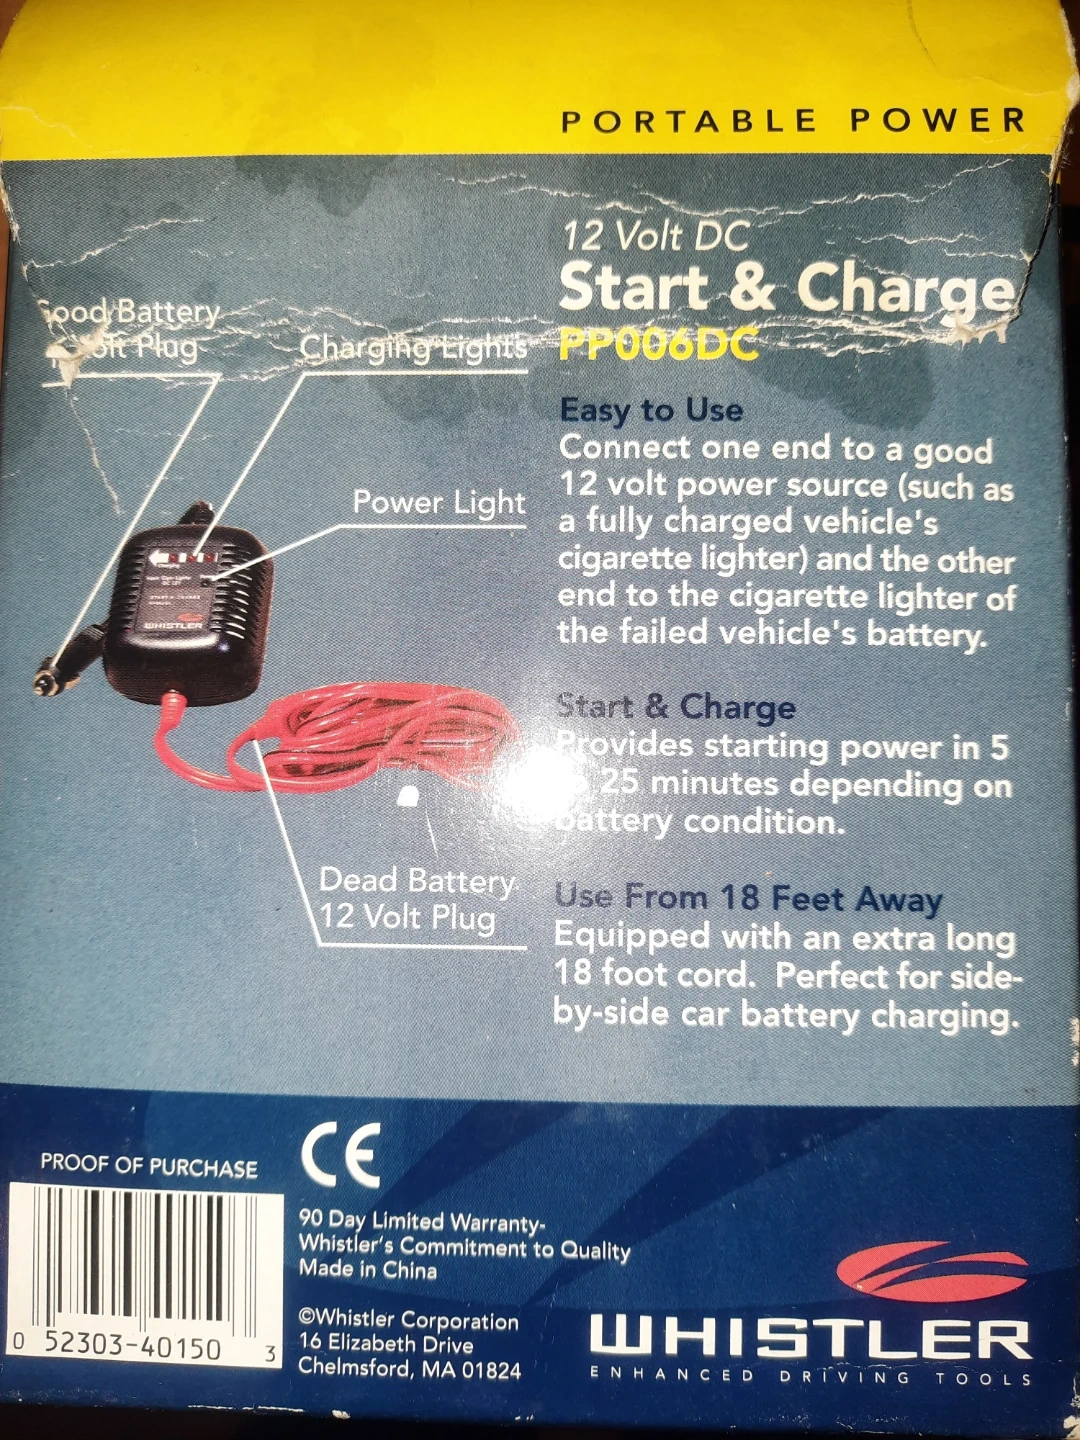 PORTABLE POWER
12 Volt DC
Start & Charge
PP006DC
Good Battery
Volt Plug
Charging Lights
Power Light
WHISTLER
Dead Battery
12 Volt Plug
Easy to Use
Connect one end to a good
12 volt power source (such as
a fully charged vehicle's
cigarette lighter) and the other
end to the cigarette lighter of
the failed vehicle's battery.
Start & Charge
Provides starting power in 5
25 minutes depending on
battery condition.
Use From 18 Feet Away
Equipped with an extra long
18 foot cord. Perfect for side-
by-side car battery charging.
PROOF OF PURCHASE
0 52303-40150 3
CE
90 Day Limited Warranty-
Whistler's Commitment to Quality
Made in China
©Whistler Corporation
16 Elizabeth Drive
Chelmsford, MA 01824
WHISTLER
ENHANCED DRIVING TOOLS